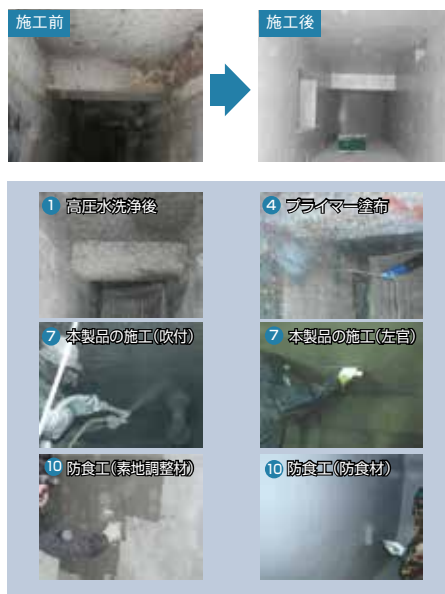 施工前
施工後
1 高圧水洗浄後
4 プライマー塗布
7 本製品の施工(吹付)
7 本製品の施工(左官)
10 防食工(素地調整材)
10 防食工(防食材)